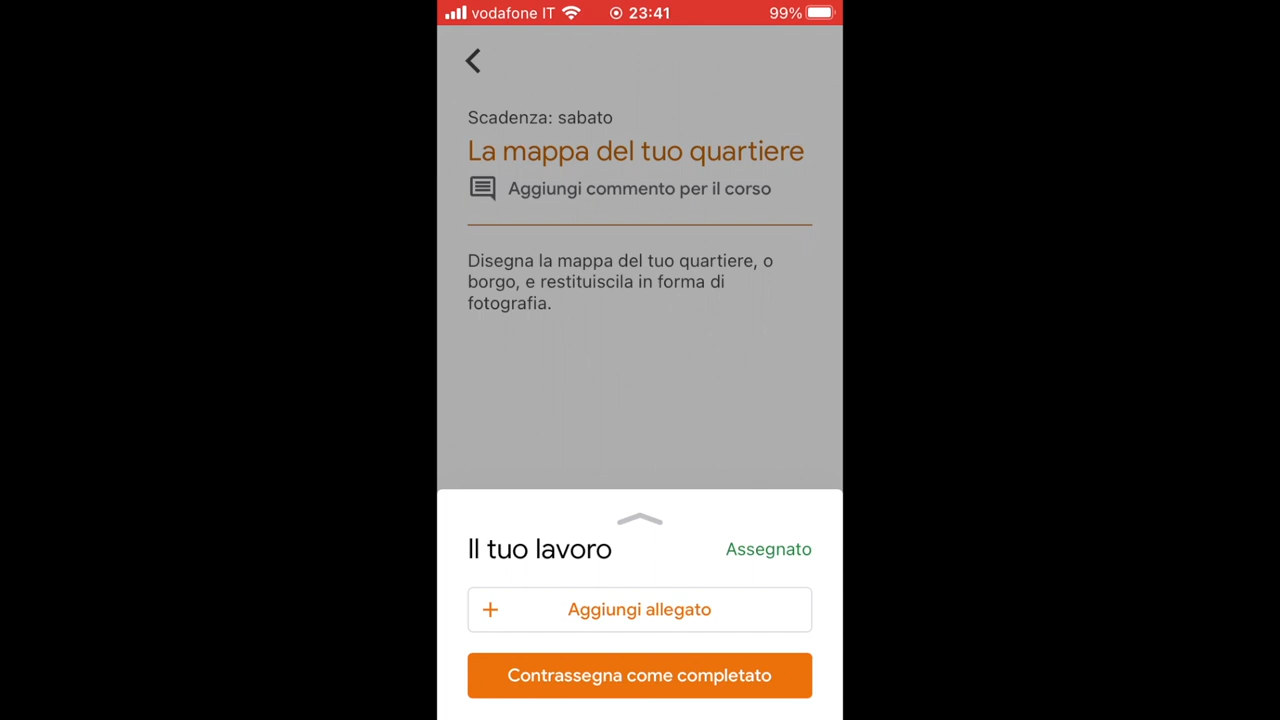 vodafone IT 23:41 99%
Scadenza: sabato
La mappa del tuo quartiere
Aggiungi commento per il corso
Disegna la mappa del tuo quartiere, o
borgo, e restituiscila in forma di
fotografia.
Il tuo lavoro Assegnato
+ Aggiungi allegato
Contrassegna come completato